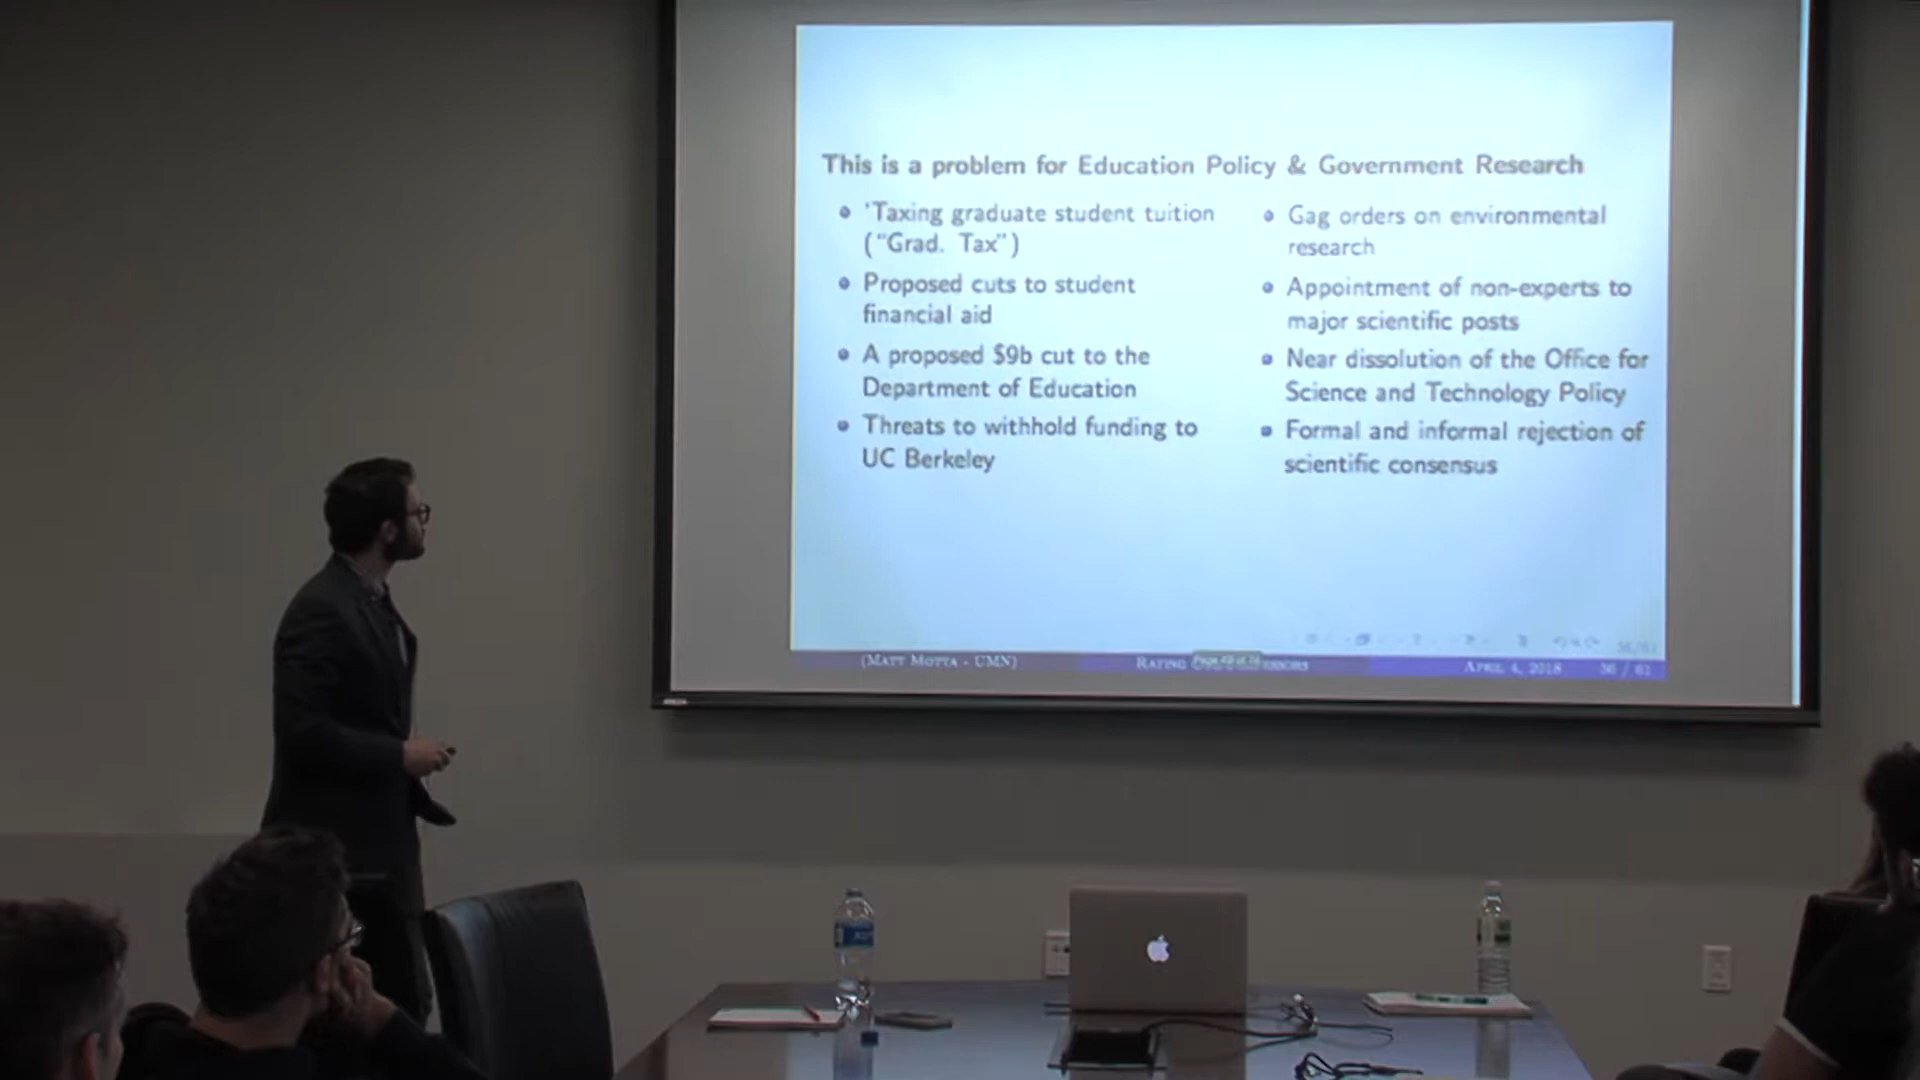 This is a problem for Education Policy & Government Research
'Taxing graduate student tuition
("Grad. Tax")
Proposed cuts to student
financial aid
A proposed $9b cut to the
Department of Education
Threats to withhold funding to
UC Berkeley
Gag orders on environmental
research
Appointment of non-experts to
major scientific posts
Near dissolution of the Office for
Science and Technology Policy
Formal and informal rejection of
scientific consensus
(Matt Motta - UMN)
Rating
April 4, 2018
36 / 61